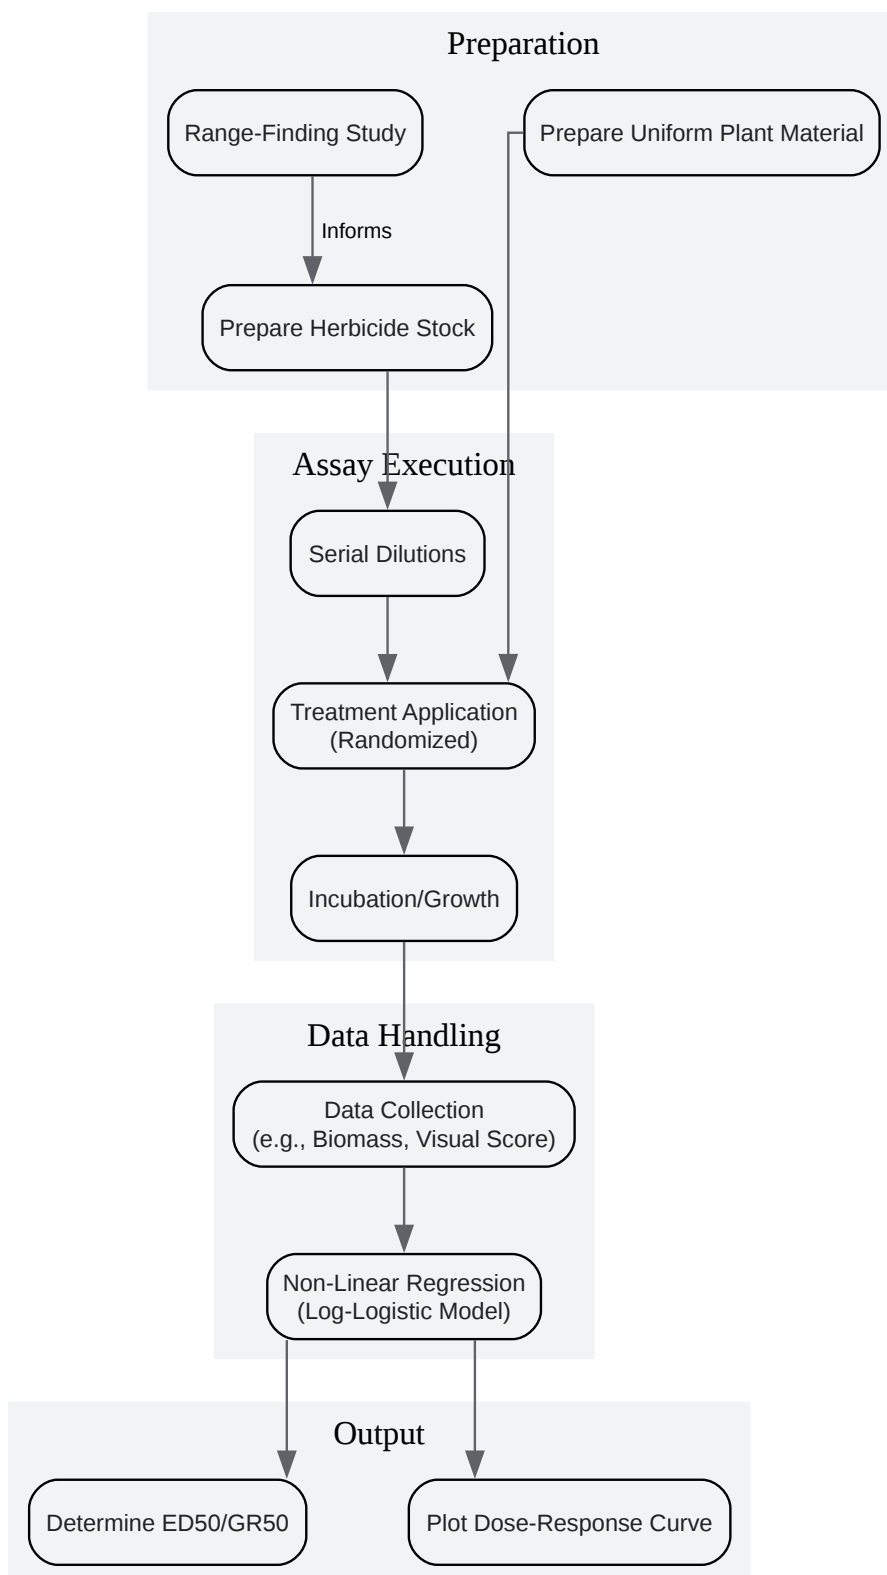 Preparation
Range-Finding Study
Prepare Uniform Plant Material
Informs
Prepare Herbicide Stock
Assay Execution
Serial Dilutions
Treatment Application
(Randomized)
Incubation/Growth
Data Handling
Data Collection
(e.g., Biomass, Visual Score)
Non-Linear Regression
(Log-Logistic Model)
Output
Determine ED50/GR50
Plot Dose-Response Curve